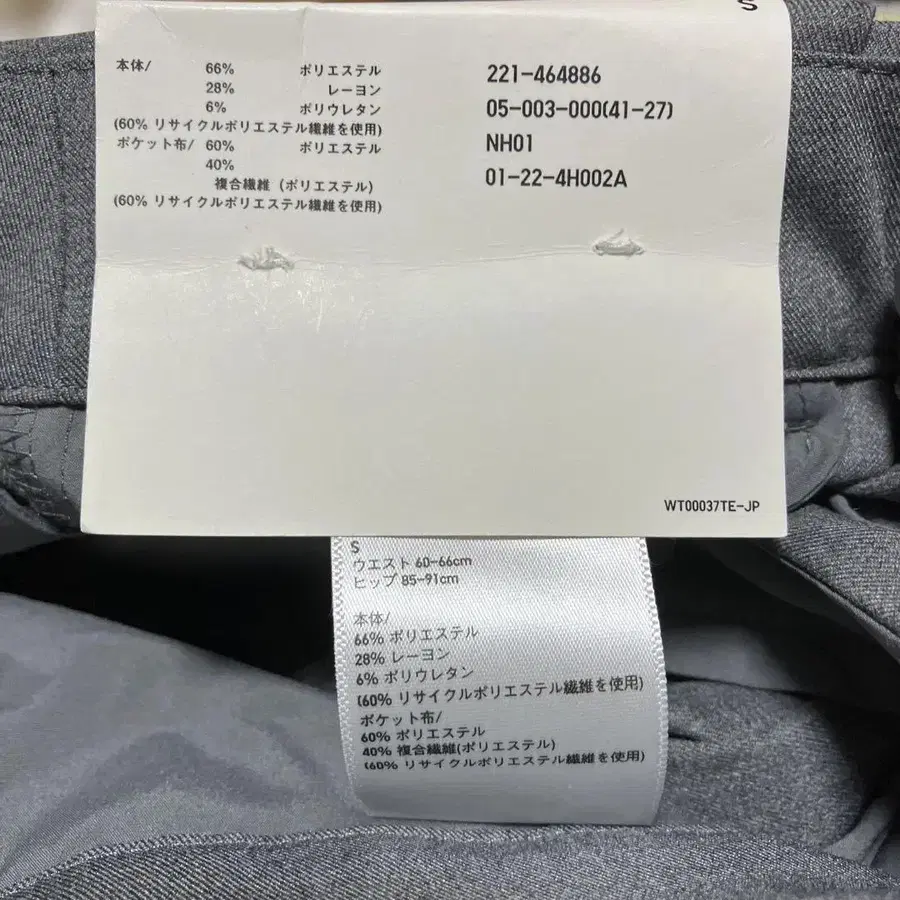 S
本体/ 66% ポリエステル
28% レーヨン
6% ポリウレタン
(60% リサイクルポリエステル繊維を使用)
ポケット布/ 60% ポリエステル
40%
複合繊維 (ポリエステル)
(60% リサイクルポリエステル繊維を使用)
221-464886
05-003-000(41-27)
NH01
01-22-4H002A
WT00037TE-JP
S
ウエスト 60-66cm
ヒップ 85-91cm
本体/
66% ポリエステル
28% レーヨン
6% ポリウレタン
(60% リサイクルポリエステル繊維を使用)
ポケット布/
60% ポリエステル
40% 複合繊維(ポリエステル)
(60% リサイクルポリエステル繊維を使用)